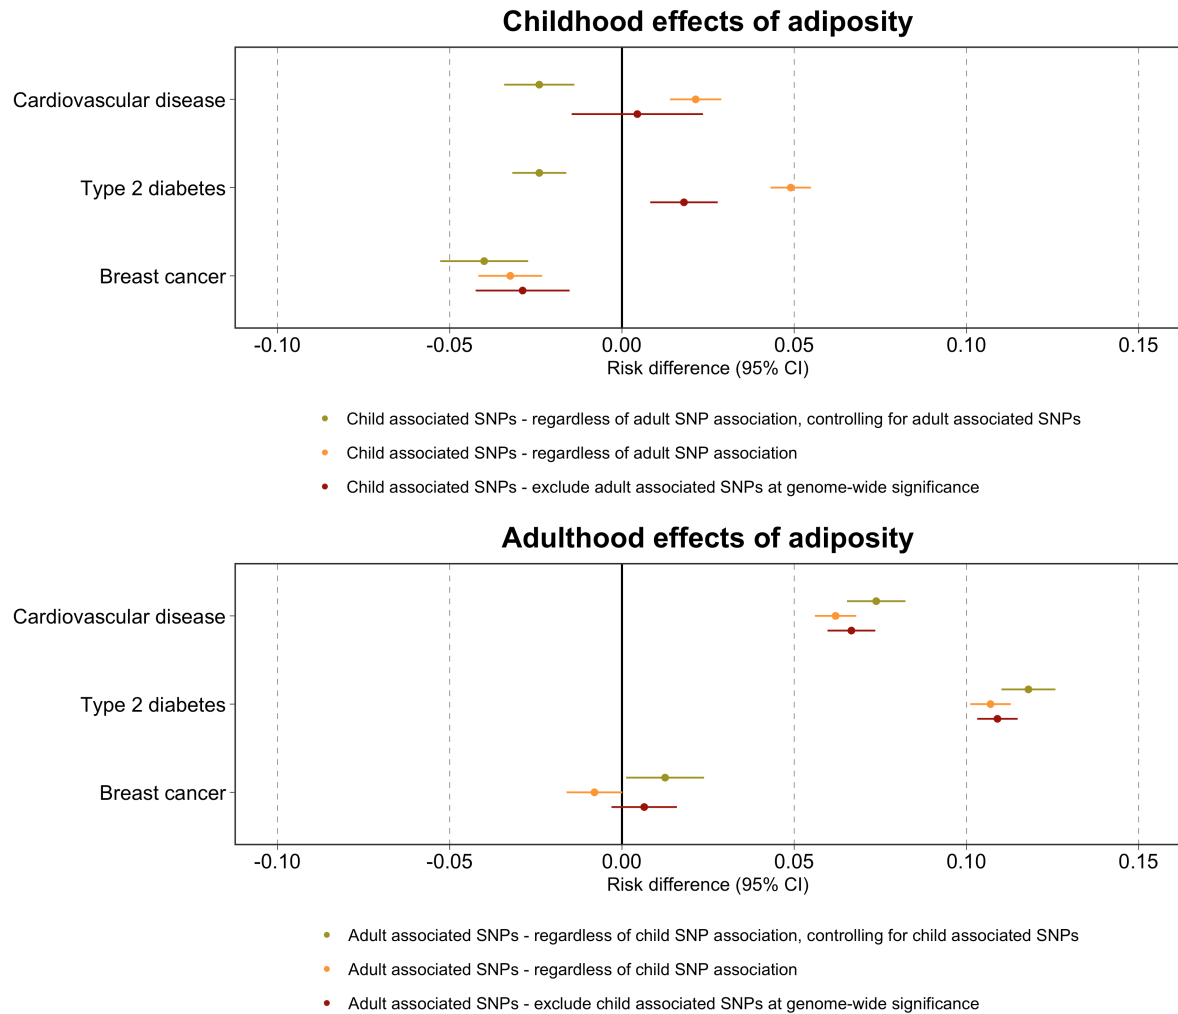 Childhood effects of adiposity
Cardiovascular disease
Type 2 diabetes
Breast cancer
-0.10 -0.05 0.00 0.05 0.10 0.15
Risk difference (95% CI)
Child associated SNPs - regardless of adult SNP association, controlling for adult associated SNPs
Child associated SNPs - regardless of adult SNP association
Child associated SNPs - exclude adult associated SNPs at genome-wide significance
Adulthood effects of adiposity
Cardiovascular disease
Type 2 diabetes
Breast cancer
-0.10 -0.05 0.00 0.05 0.10 0.15
Risk difference (95% CI)
Adult associated SNPs - regardless of child SNP association, controlling for child associated SNPs
Adult associated SNPs - regardless of child SNP association
Adult associated SNPs - exclude child associated SNPs at genome-wide significance